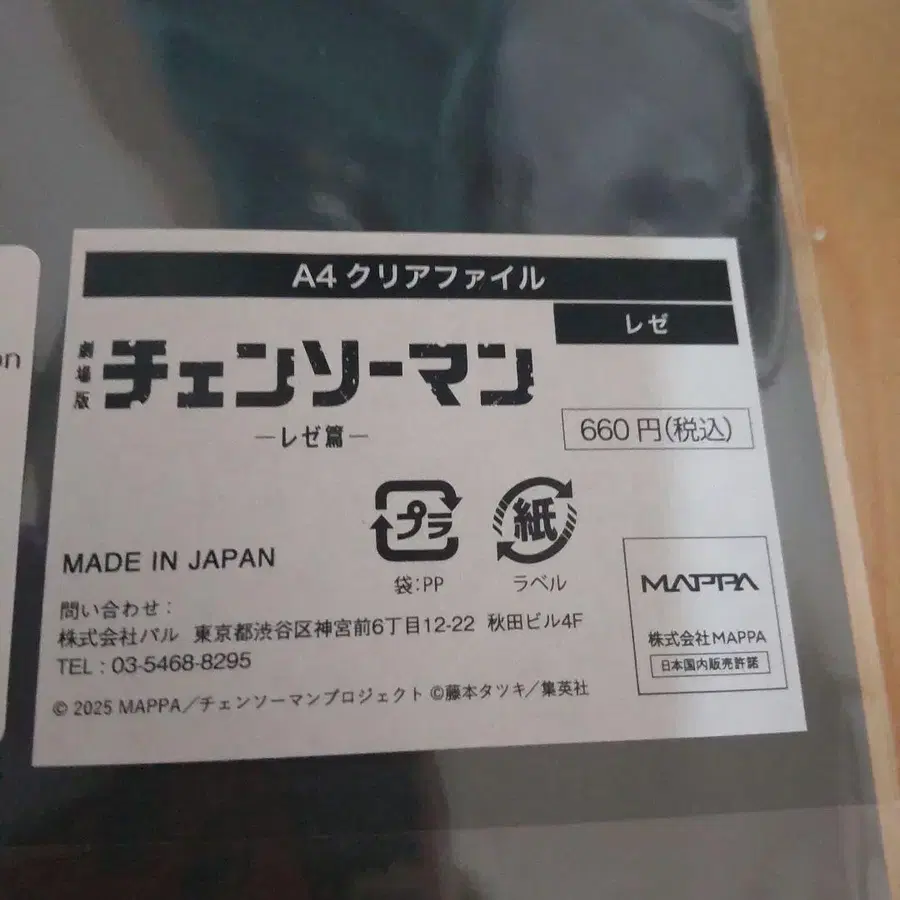 A4 クリアファイル
レゼ
劇場版
チェンソーマン
―レゼ篇―
660 円(税込)
プラ
紙
袋:PP
ラベル
MADE IN JAPAN
問い合わせ:
株式会社パル 東京都渋谷区神宮前6丁目12-22 秋田ビル4F
TEL : 03-5468-8295
© 2025 MAPPA/チェンソーマンプロジェクト ©藤本タツキ/集英社
MAPPA
株式会社MAPPA
日本国内販売許諾